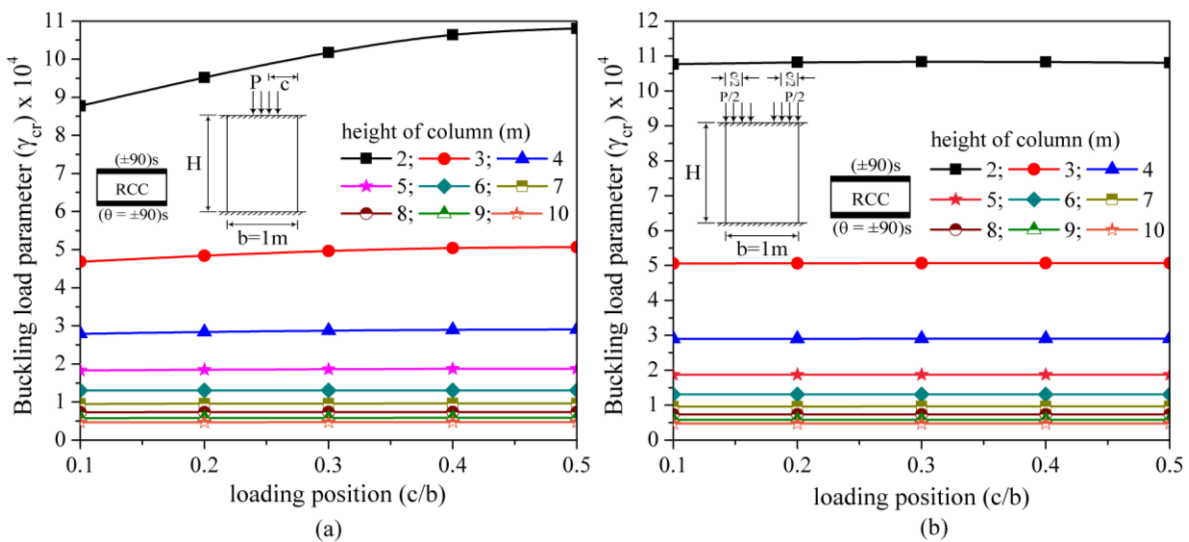 11
10
9
8
7
6
5
4
3
2
1
0
Buckling load parameter (γcr) x 10⁴
P
c
H
b=1m
(±90)s
RCC
(θ = ±90)s
height of column (m)
2; 3; 4
5; 6; 7
8; 9; 10
0.1 0.2 0.3 0.4 0.5
loading position (c/b)
(a)
12
11
10
9
8
7
6
5
4
3
2
1
0
Buckling load parameter (γcr) x 10⁴
P/2 P/2
H
b=1m
(±90)s
RCC
(θ = ±90)s
height of column (m)
2; 3; 4
5; 6; 7
8; 9; 10
0.1 0.2 0.3 0.4 0.5
loading position (c/b)
(b)